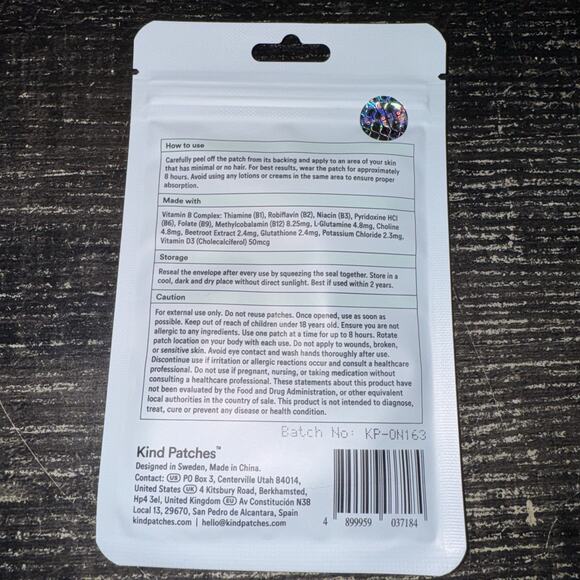 How to use
Carefully peel off the patch from its backing and apply to an area of your skin
that has minimal or no hair. For best results, wear the patch for approximately
8 hours. Avoid using any lotions or creams in the same area to ensure proper
absorption.
Made with
Vitamin B Complex: Thiamine (B1), Robiflavin (B2), Niacin (B3), Pyridoxine HCl
(B6), Folate (B9), Methylcobalamin (B12) 8.25mg, L-Glutamine 4.8mg, Choline
4.8mg, Beetroot Extract 2.4mg, Glutathione 2.4mg, Potassium Chloride 2.3mg,
Vitamin D3 (Cholecalciferol) 50mcg
Storage
Reseal the envelope after every use by squeezing the seal together. Store in a
cool, dark and dry place without direct sunlight. Best if used within 2 years.
Caution
For external use only. Do not reuse patches. Once opened, use as soon as
possible. Keep out of reach of children under 18 years old. Ensure you are not
allergic to any ingredients. Use one patch at a time for up to 8 hours. Rotate
patch location on your body with each use. Do not apply to wounds, broken,
or sensitive skin. Avoid eye contact and wash hands thoroughly after use.
Discontinue use if irritation or allergic reactions occur and consult a healthcare
professional. Do not use if pregnant, nursing, or taking medication without
consulting a healthcare professional. These statements about this product have
not been evaluated by the Food and Drug Administration, or other equivalent
local authorities in the country of sale. This product is not intended to diagnose,
treat, cure or prevent any disease or health condition.
Batch No: KP-0N163
Kind Patches™
Designed in Sweden, Made in China.
Contact: US PO Box 3, Centerville Utah 84014,
United States UK 4 Kitsbury Road, Berkhamsted,
Hp4 3el, United Kingdom EU Av Constitución N38
Local 13, 29670, San Pedro de Alcantara, Spain
kindpatches.com | hello@kindpatches.com
4 899959 037184